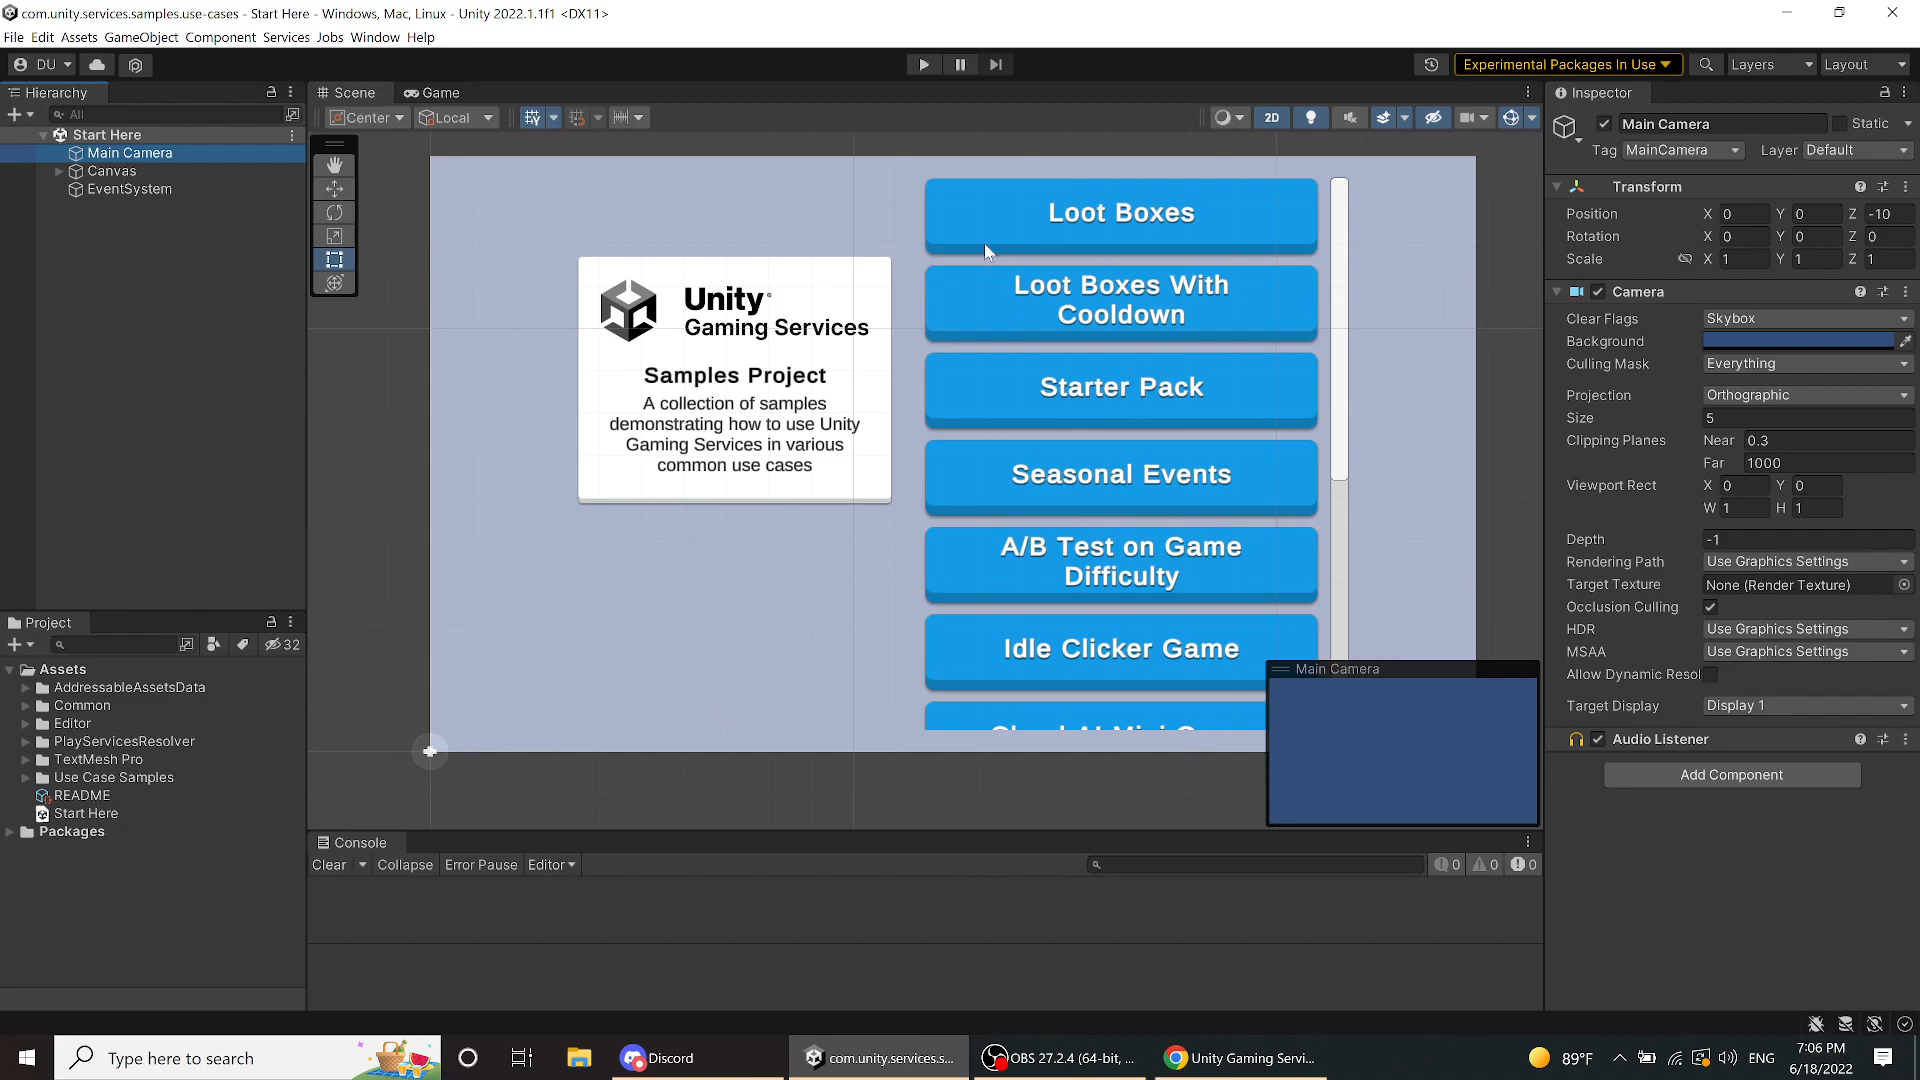 com.unity.services.samples.use-cases - Start Here - Windows, Mac, Linux - Unity 2022.1.1f1 <DX11>
File Edit Assets GameObject Component Services Jobs Window Help
DU
Experimental Packages In Use
Layers
Layout
Hierarchy
All
Start Here
Main Camera
Canvas
EventSystem
Scene
Game
Center
Local
2D
Loot Boxes
Loot Boxes With
Cooldown
Starter Pack
Seasonal Events
A/B Test on Game
Difficulty
Idle Clicker Game
Unity
Gaming Services
Samples Project
A collection of samples
demonstrating how to use Unity
Gaming Services in various
common use cases
Main Camera
Inspector
Main Camera
Static
Tag MainCamera Layer Default
Transform
Position X 0 Y 0 Z -10
Rotation X 0 Y 0 Z 0
Scale X 1 Y 1 Z 1
Camera
Clear Flags Skybox
Background
Culling Mask Everything
Projection Orthographic
Size 5
Clipping Planes Near 0.3
Far 1000
Viewport Rect X 0 Y 0
W 1 H 1
Depth -1
Rendering Path Use Graphics Settings
Target Texture None (Render Texture)
Occlusion Culling
HDR Use Graphics Settings
MSAA Use Graphics Settings
Allow Dynamic Resol
Target Display Display 1
Audio Listener
Add Component
Project
32
Assets
AddressableAssetsData
Common
Editor
PlayServicesResolver
TextMesh Pro
Use Case Samples
README
Start Here
Packages
Console
Clear Collapse Error Pause Editor
0 0 0
Type here to search
Discord
com.unity.services.s...
OBS 27.2.4 (64-bit, ...
Unity Gaming Servi...
89°F
ENG
7:06 PM
6/18/2022